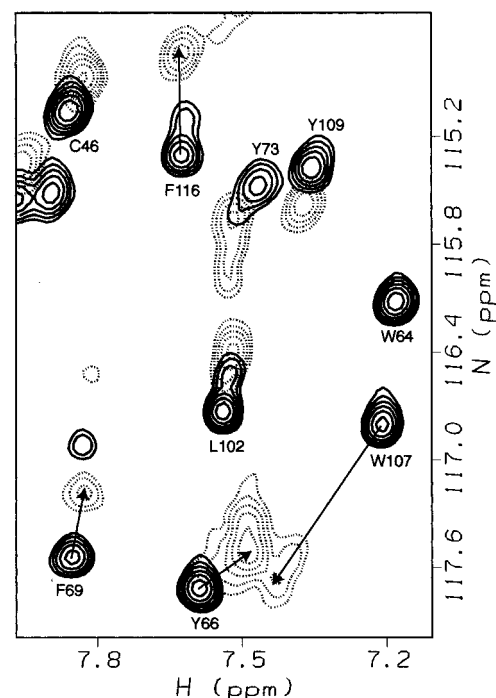 C46
F116
Y73
Y109
115.2
115.8
W64
116.4
N (ppm)
L102
W107
117.0
F69
Y66
117.6
7.8
7.5
7.2
H (ppm)